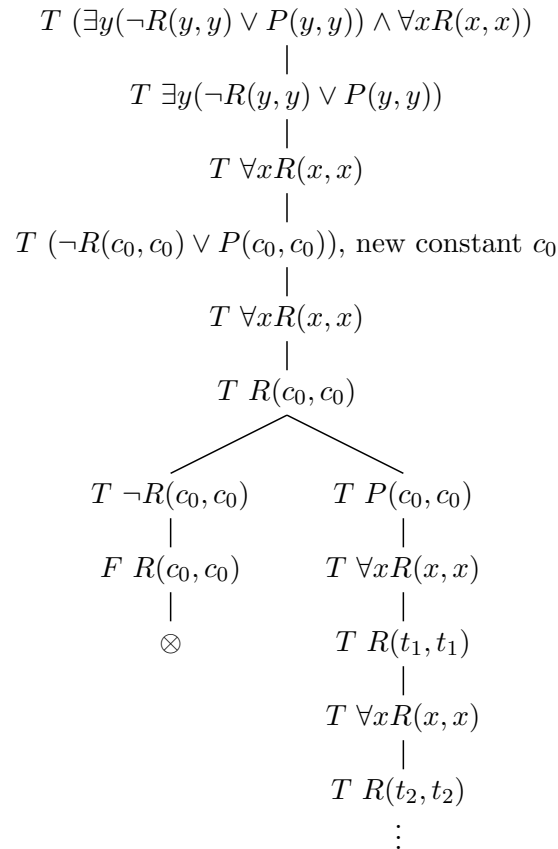 T (∃y(¬R(y, y) ∨ P(y, y)) ∧ ∀xR(x, x))
T ∃y(¬R(y, y) ∨ P(y, y))
T ∀xR(x, x)
T (¬R(c₀, c₀) ∨ P(c₀, c₀)), new constant c₀
T ∀xR(x, x)
T R(c₀, c₀)
T ¬R(c₀, c₀) T P(c₀, c₀)
F R(c₀, c₀) T ∀xR(x, x)
⊗ T R(t₁, t₁)
T ∀xR(x, x)
T R(t₂, t₂)
⋮